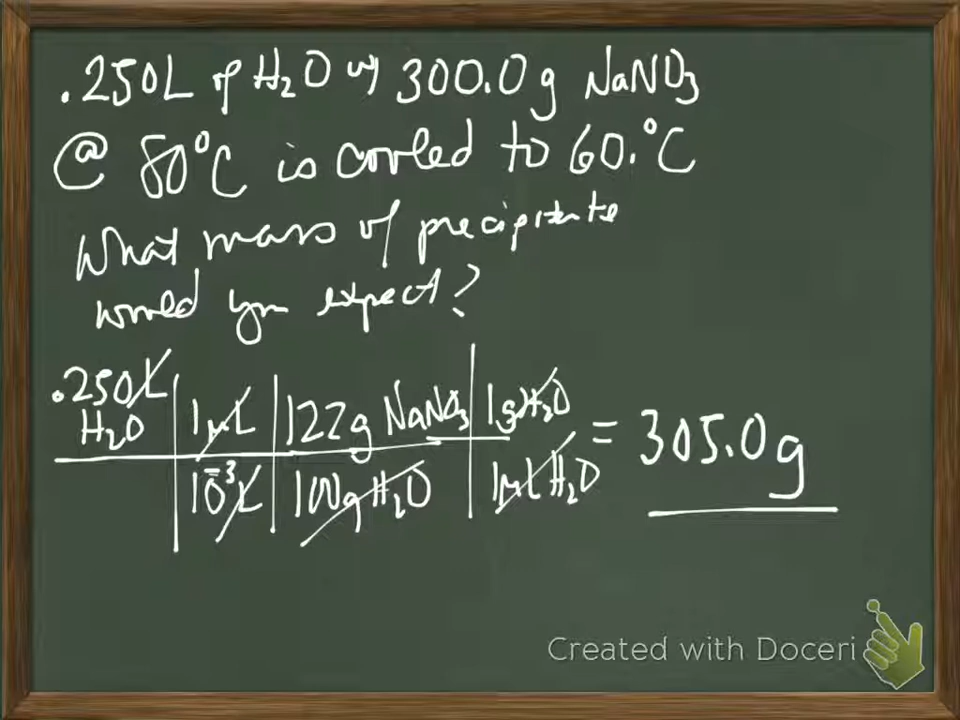 .250L of H₂O w/ 300.0g NaNO₃
@ 80°C is cooled to 60.°C
What mass of precipitate
would you expect?
.250L H₂O | 1mL | 122g NaNO₃ | 1g H₂O = 305.0g
10⁻³L | 100g H₂O | 1mL H₂O
Created with Doceri